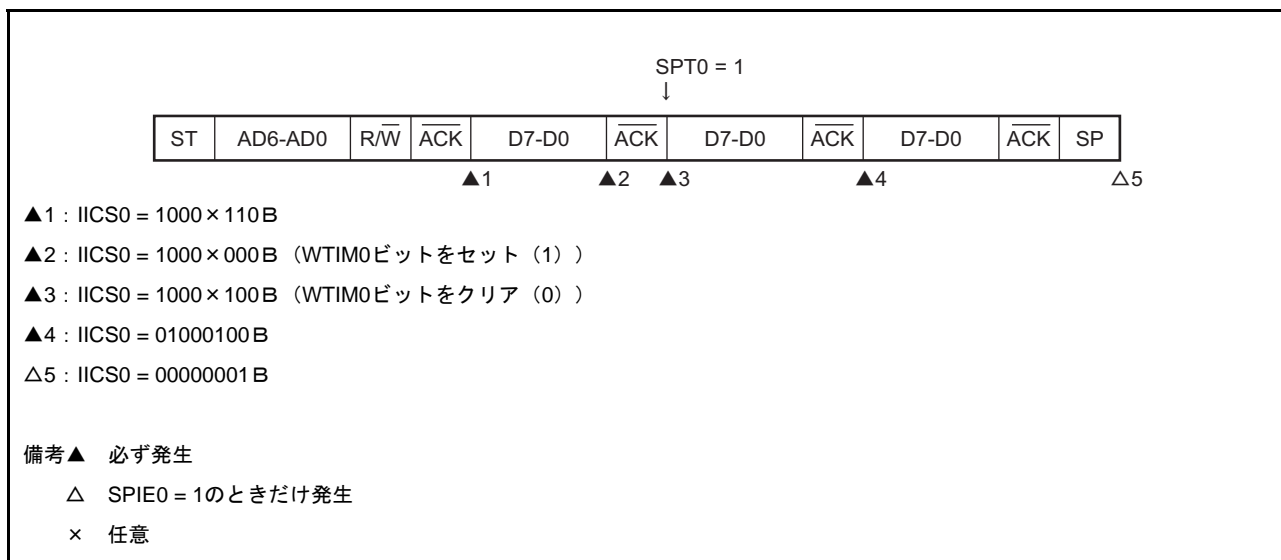 SPT0 = 1
↓
ST AD6-AD0 R/W̅ A̅C̅K̅ D7-D0 A̅C̅K̅ D7-D0 A̅C̅K̅ D7-D0 A̅C̅K̅ SP
▲1 ▲2 ▲3 ▲4 △5
▲1：IICS0 = 1000×110B
▲2：IICS0 = 1000×000B（WTIM0ビットをセット（1））
▲3：IICS0 = 1000×100B（WTIM0ビットをクリア（0））
▲4：IICS0 = 01000100B
△5：IICS0 = 00000001B
備考▲ 必ず発生
△ SPIE0 = 1のときだけ発生
× 任意